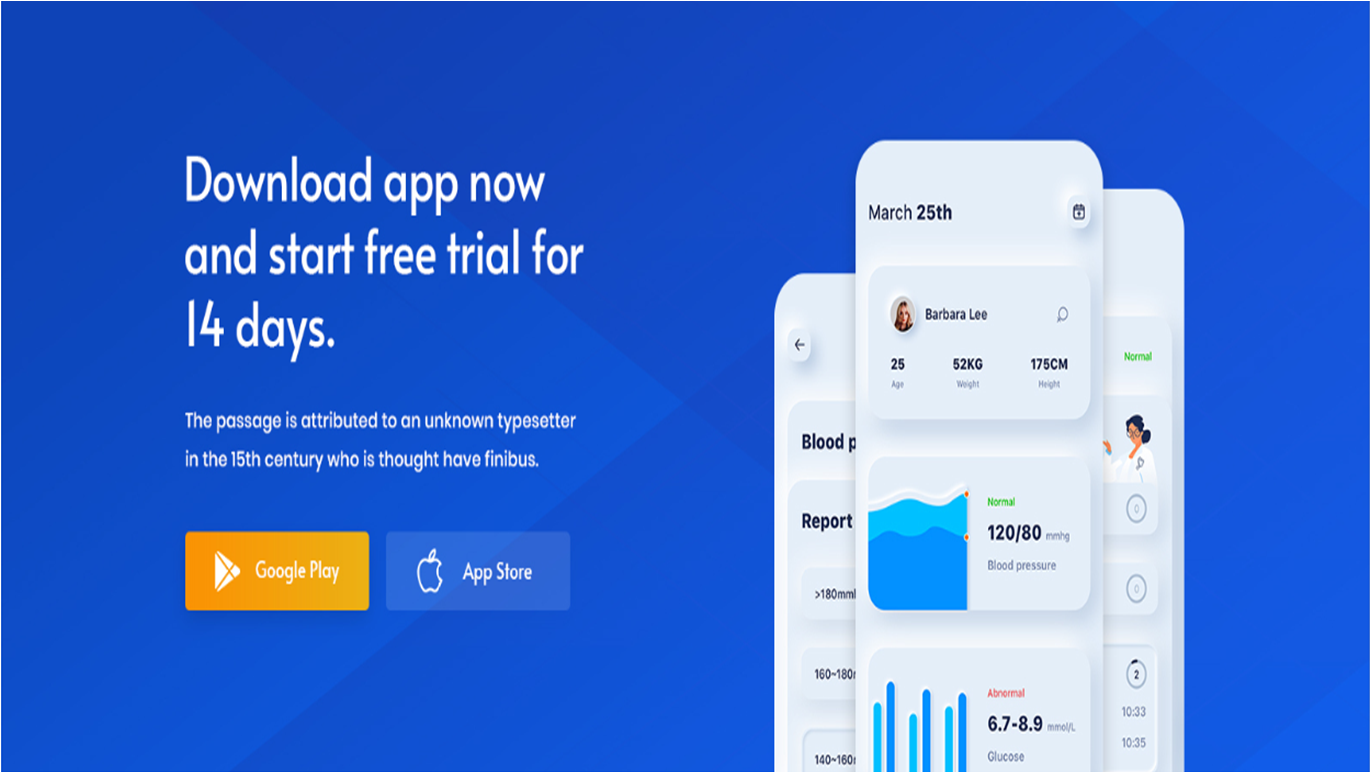 Download app now
and start free trial for
14 days.
The passage is attributed to an unknown typesetter
in the 15th century who is thought have finibus.
Google Play
App Store
March 25th
Barbara Lee
25
52KG
175CM
Age
Weight
Height
Normal
120/80 mmhg
Blood pressure
Abnormal
6.7-8.9 mmol/L
Glucose
Blood p
Report
>180mm
160~180
140~160
Normal
0
0
2
10:33
10:35